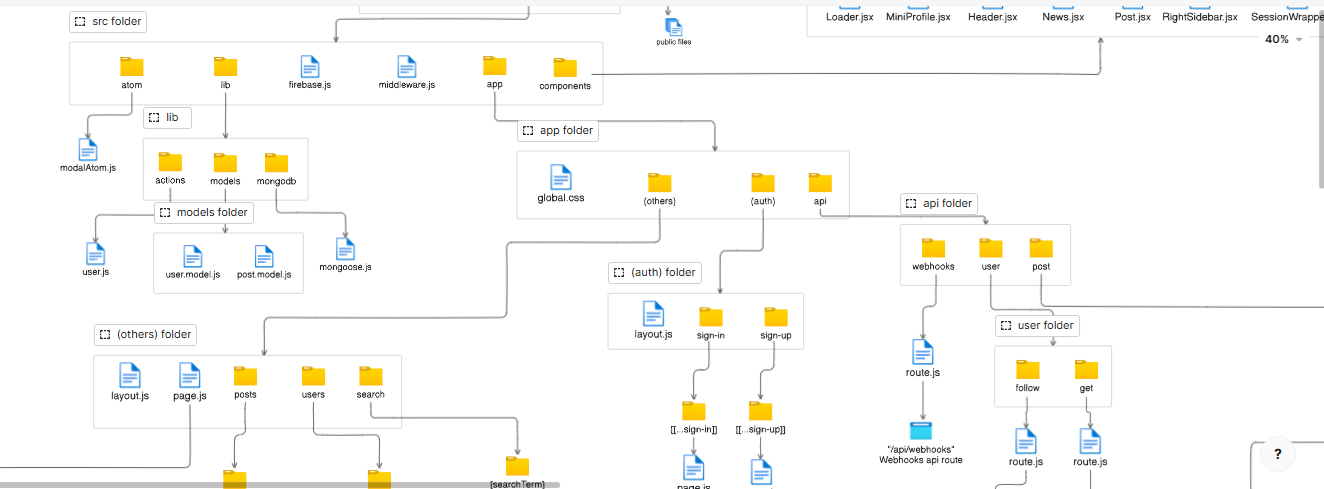 src folder
public files
Loader.jsx
MiniProfile.jsx
Header.jsx
News.jsx
Post.jsx
RightSidebar.jsx
SessionWrappe
40%
atom
lib
firebase.js
middleware.js
app
components
lib
app folder
modalAtom.js
actions
models
mongodb
global.css
(others)
(auth)
api
models folder
api folder
user.js
user.model.js
post.model.js
mongoose.js
(auth) folder
webhooks
user
post
(others) folder
layout.js
sign-in
sign-up
user folder
layout.js
page.js
posts
users
search
route.js
follow
get
[[...sign-in]]
[[...sign-up]]
"/api/webhooks"
Webhooks api route
route.js
route.js
?
[searchTerm]
page.js